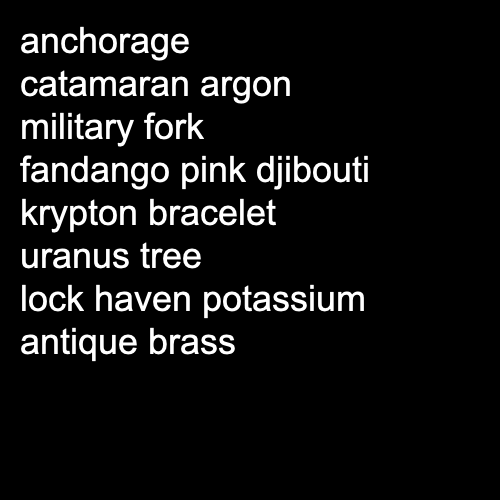 anchorage
catamaran argon
military fork
fandango pink djibouti
krypton bracelet
uranus tree
lock haven potassium
antique brass